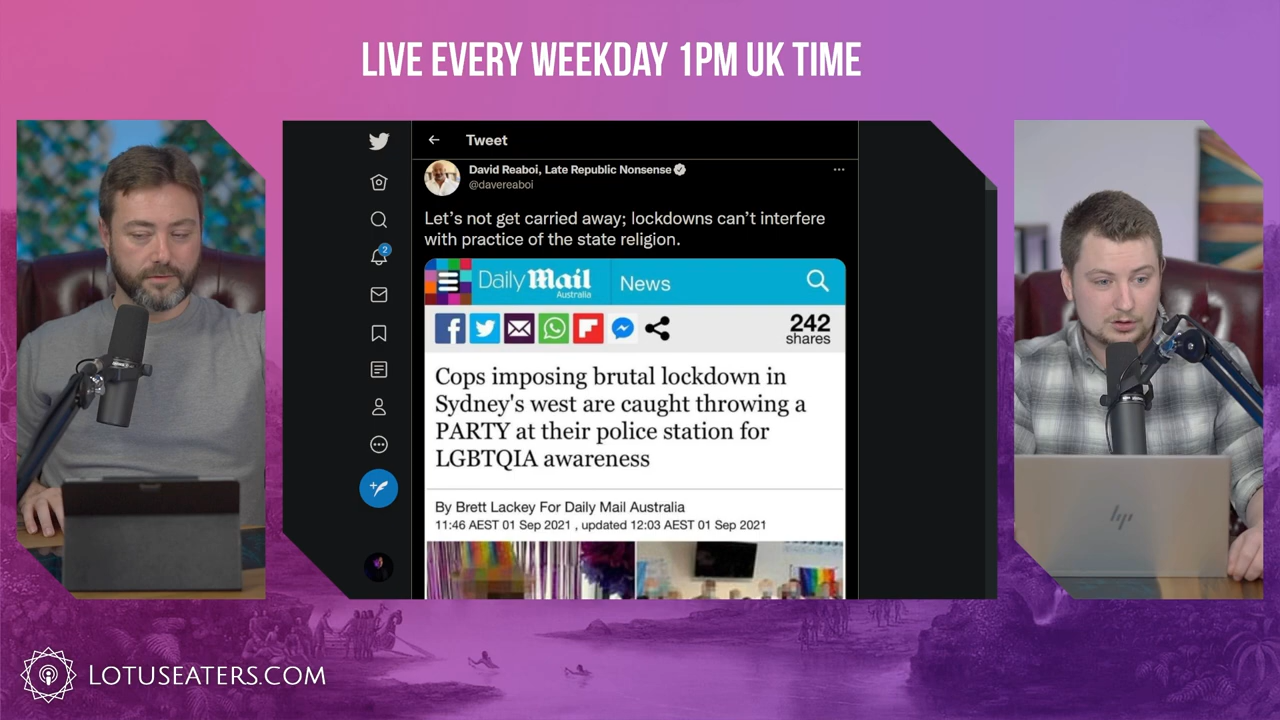 LIVE EVERY WEEKDAY 1PM UK TIME
Tweet
David Reaboi, Late Republic Nonsense
@davereaboi
2
Let's not get carried away; lockdowns can't interfere
with practice of the state religion.
Daily Mail
Australia
News
242
shares
Cops imposing brutal lockdown in
Sydney's west are caught throwing a
PARTY at their police station for
LGBTQIA awareness
By Brett Lackey For Daily Mail Australia
11:46 AEST 01 Sep 2021 , updated 12:03 AEST 01 Sep 2021
hp
LOTUSEATERS.COM